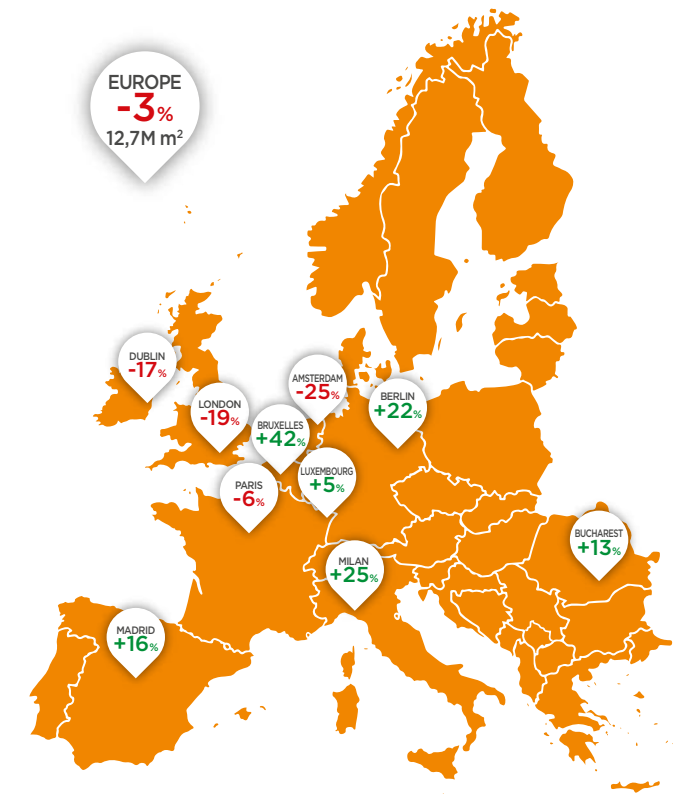 EUROPE
-3%
12,7M m²
DUBLIN
-17%
AMSTERDAM
-25%
BERLIN
+22%
LONDON
-19%
BRUXELLES
+42%
LUXEMBOURG
+5%
PARIS
-6%
BUCHAREST
+13%
MILAN
+25%
MADRID
+16%